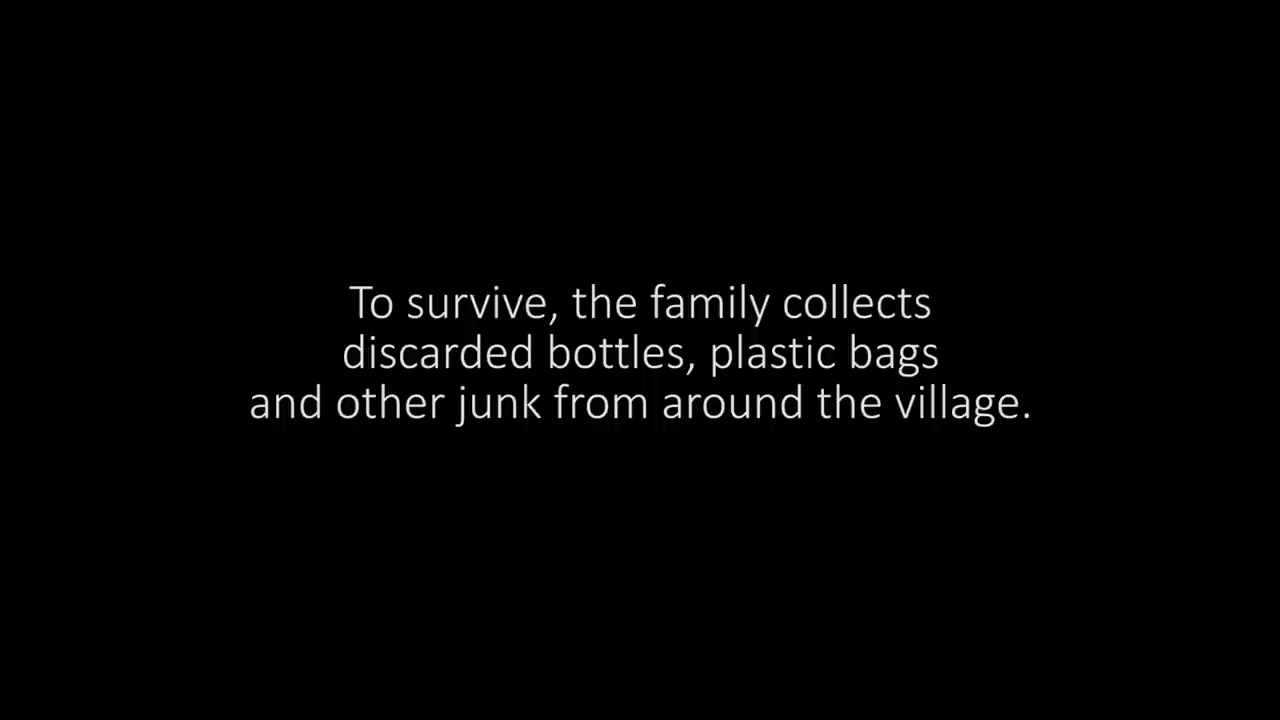 To survive, the family collects
discarded bottles, plastic bags
and other junk from around the village.